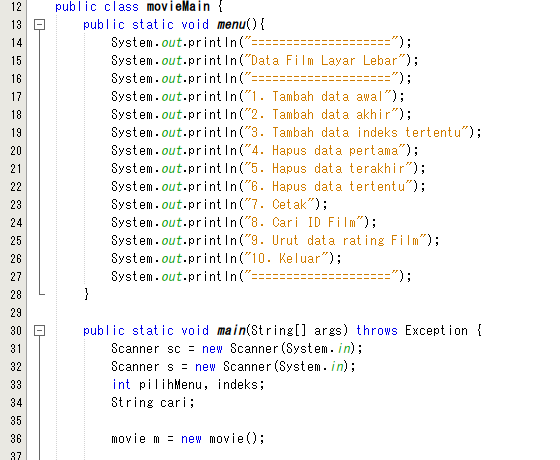 12 public class movieMain {
13 public static void menu(){
14 System.out.println("====================");
15 System.out.println("Data Film Layar Lebar");
16 System.out.println("====================");
17 System.out.println("1. Tambah data awal");
18 System.out.println("2. Tambah data akhir");
19 System.out.println("3. Tambah data indeks tertentu");
20 System.out.println("4. Hapus data pertama");
21 System.out.println("5. Hapus data terakhir");
22 System.out.println("6. Hapus data tertentu");
23 System.out.println("7. Cetak");
24 System.out.println("8. Cari ID Film");
25 System.out.println("9. Urut data rating Film");
26 System.out.println("10. Keluar");
27 System.out.println("====================");
28 }
29
30 public static void main(String[] args) throws Exception {
31 Scanner sc = new Scanner(System.in);
32 Scanner s = new Scanner(System.in);
33 int pilihMenu, indeks;
34 String cari;
35
36 movie m = new movie();
37